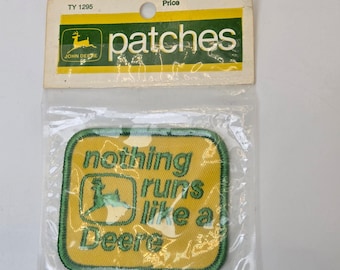 TY 1295 Price
JOHN DEERE
patches
nothing
runs
like a
Deere